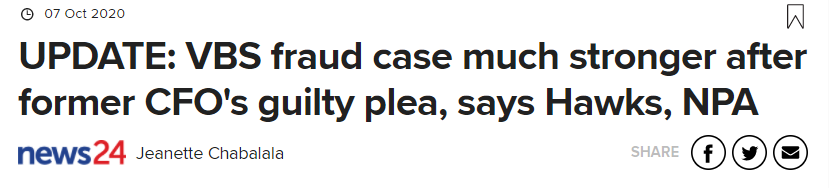 07 Oct 2020
UPDATE: VBS fraud case much stronger after
former CFO's guilty plea, says Hawks, NPA
news24 Jeanette Chabalala SHARE